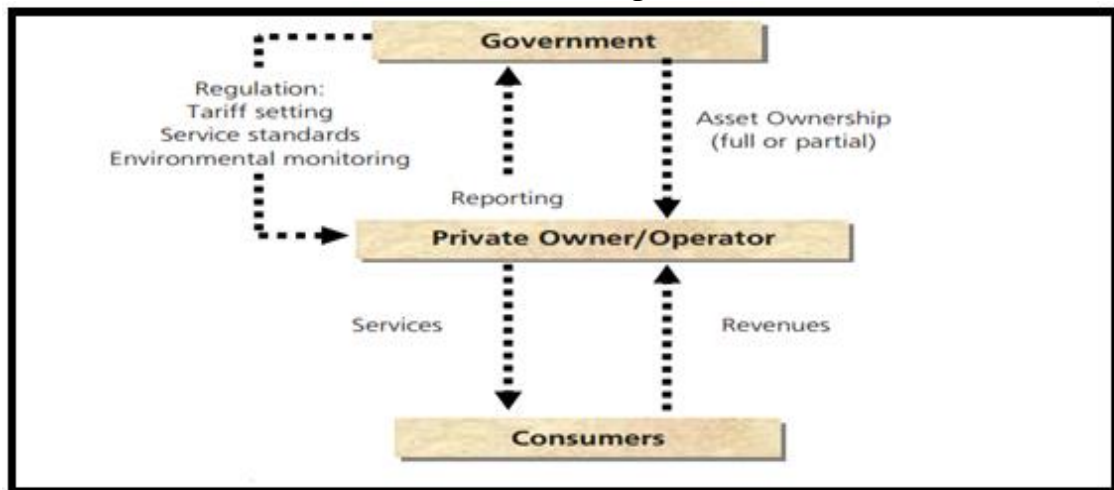 Government
Regulation:
Tariff setting
Service standards
Environmental monitoring
Asset Ownership
(full or partial)
Reporting
Private Owner/Operator
Services
Revenues
Consumers